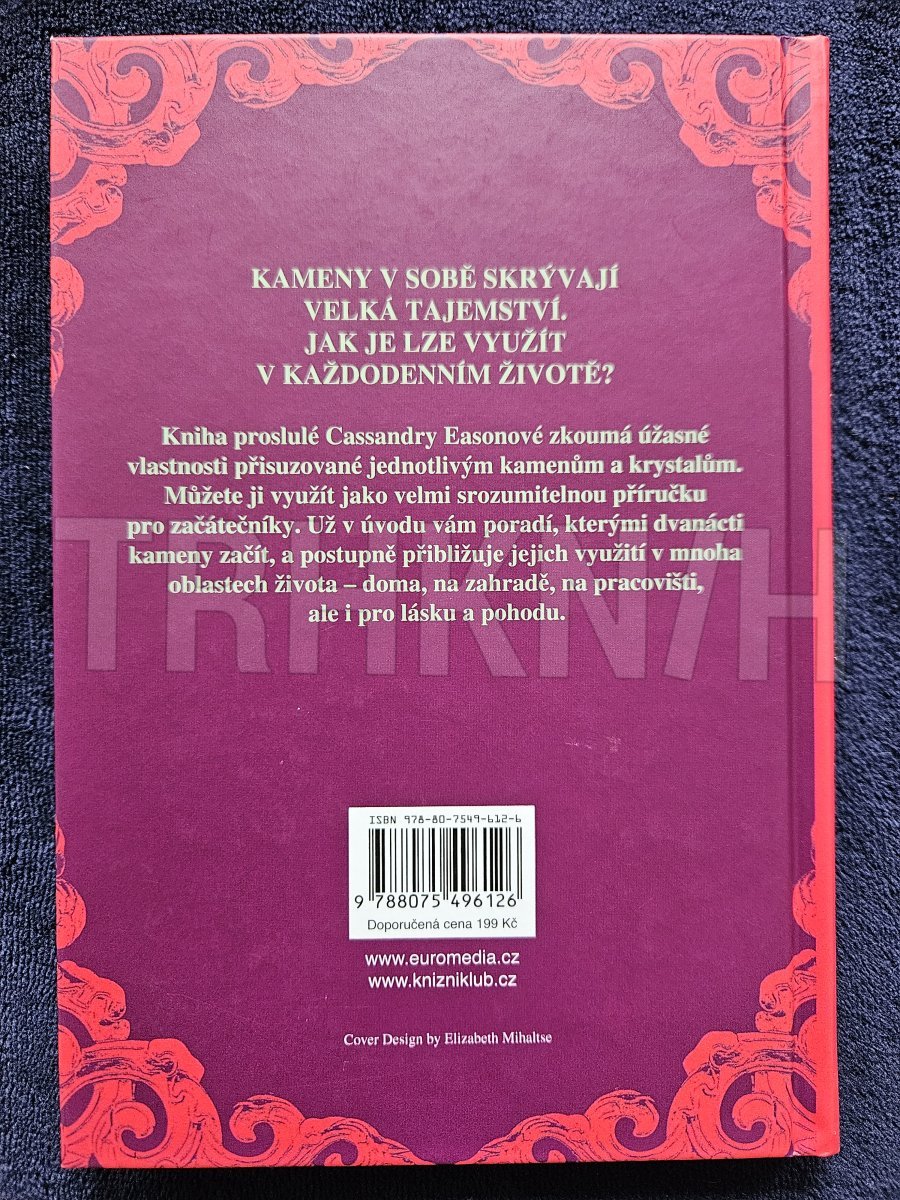 KAMENY V SOBĚ SKRÝVAJÍ
VELKÁ TAJEMSTVÍ.
JAK JE LZE VYUŽÍT
V KAŽDODENNÍM ŽIVOTĚ?
Kniha proslulé Cassandry Easonové zkoumá úžasné
vlastnosti přisuzované jednotlivým kamenům a krystalům.
Můžete ji využít jako velmi srozumitelnou příručku
pro začátečníky. Už v úvodu vám poradí, kterými dvanácti
kameny začít, a postupně přibližuje jejich využití v mnoha
oblastech života – doma, na zahradě, na pracovišti,
ale i pro lásku a pohodu.
TRHKNIH
ISBN 978-80-7549-612-6
9 788075 496126
Doporučená cena 199 Kč
www.euromedia.cz
www.knizniklub.cz
Cover Design by Elizabeth Mihaltse